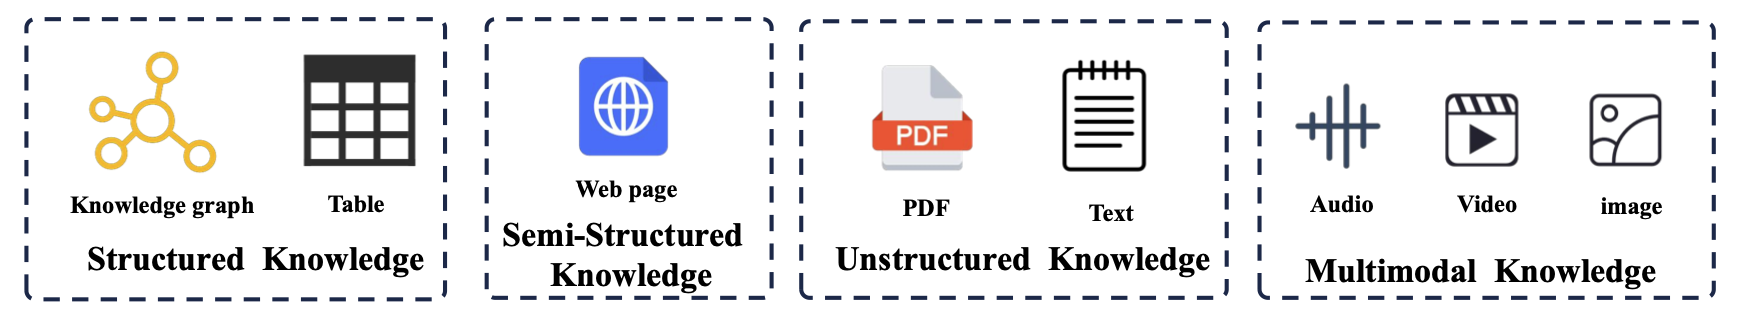 Knowledge graph
Table
Structured Knowledge
Web page
Semi-Structured
Knowledge
PDF
PDF
Text
Unstructured Knowledge
Audio
Video
image
Multimodal Knowledge